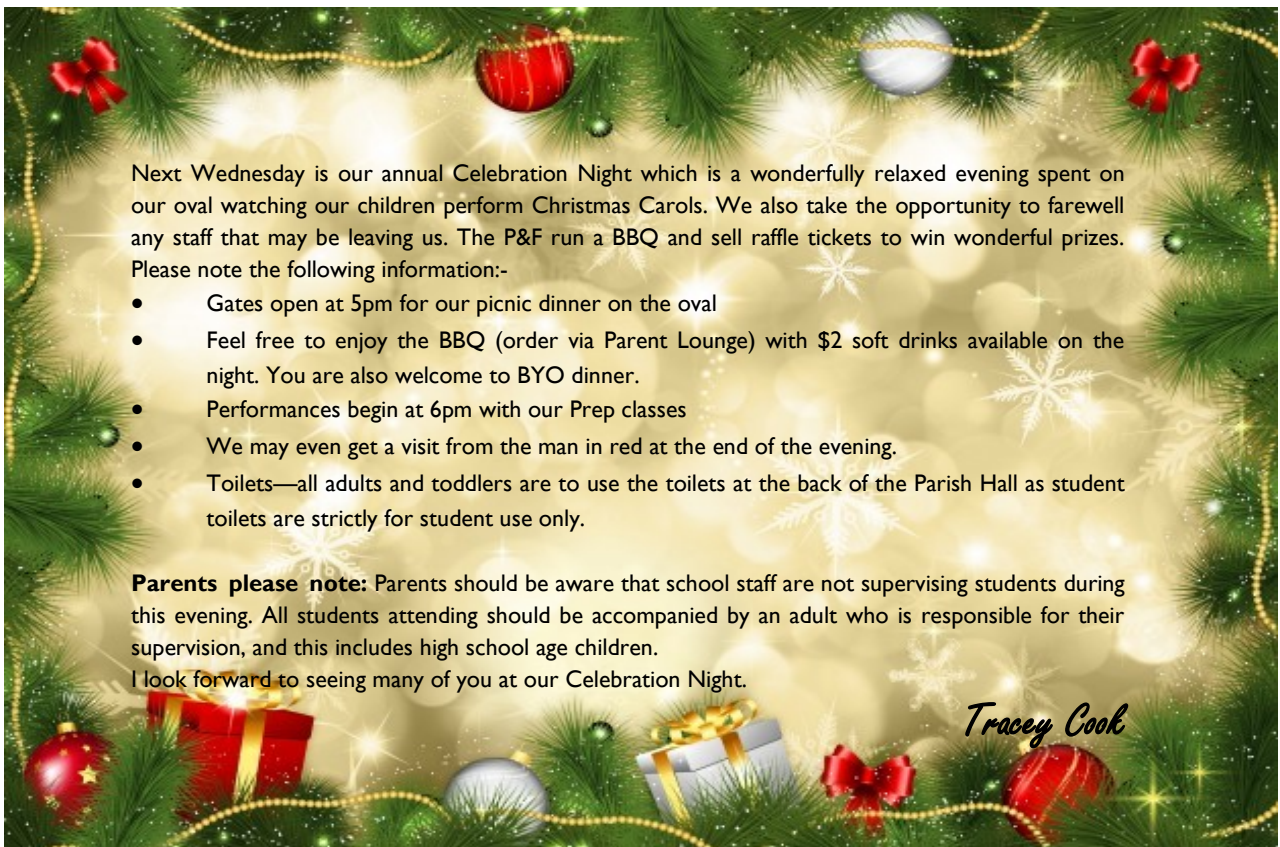 Next Wednesday is our annual Celebration Night which is a wonderfully relaxed evening spent on
our oval watching our children perform Christmas Carols. We also take the opportunity to farewell
any staff that may be leaving us. The P&F run a BBQ and sell raffle tickets to win wonderful prizes.
Please note the following information:-
• Gates open at 5pm for our picnic dinner on the oval
• Feel free to enjoy the BBQ (order via Parent Lounge) with $2 soft drinks available on the
night. You are also welcome to BYO dinner.
• Performances begin at 6pm with our Prep classes
• We may even get a visit from the man in red at the end of the evening.
• Toilets—all adults and toddlers are to use the toilets at the back of the Parish Hall as student
toilets are strictly for student use only.
Parents please note: Parents should be aware that school staff are not supervising students during
this evening. All students attending should be accompanied by an adult who is responsible for their
supervision, and this includes high school age children.
I look forward to seeing many of you at our Celebration Night.
Tracey Cook